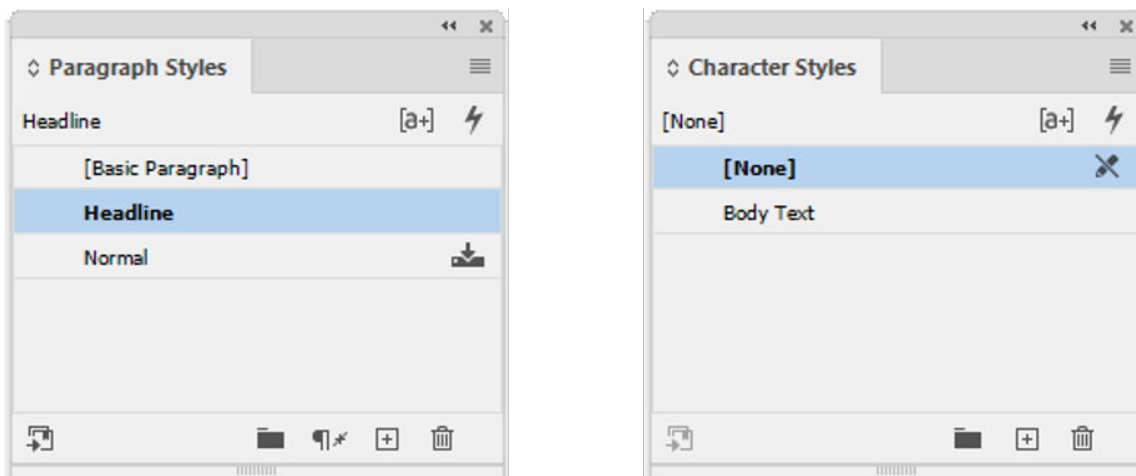 Paragraph Styles
Headline
[a+]
[Basic Paragraph]
Headline
Normal
Character Styles
[None]
[a+]
[None]
Body Text